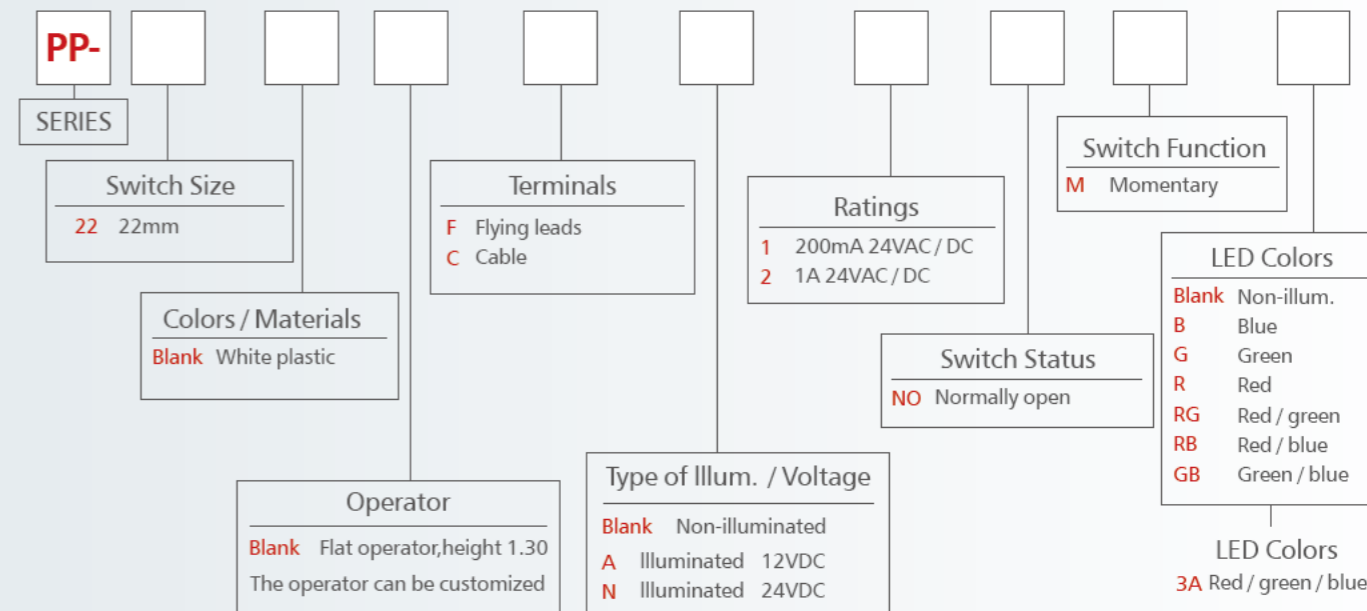 PP-
SERIES
Switch Size
22 22mm
Colors / Materials
Blank White plastic
Operator
Blank Flat operator,height 1.30
The operator can be customized
Terminals
F Flying leads
C Cable
Type of lllum. / Voltage
Blank Non-illuminated
A Illuminated 12VDC
N Illuminated 24VDC
Ratings
1 200mA 24VAC / DC
2 1A 24VAC / DC
Switch Status
NO Normally open
Switch Function
M Momentary
LED Colors
Blank Non-illum.
B Blue
G Green
R Red
RG Red / green
RB Red / blue
GB Green / blue
LED Colors
3A Red / green / blue